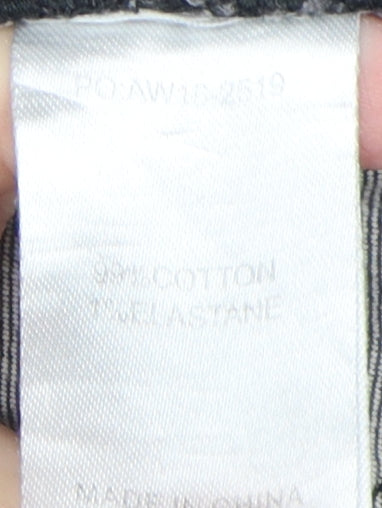 PO:AW18-2519
99%COTTON
1%ELASTANE
MADE IN CHINA